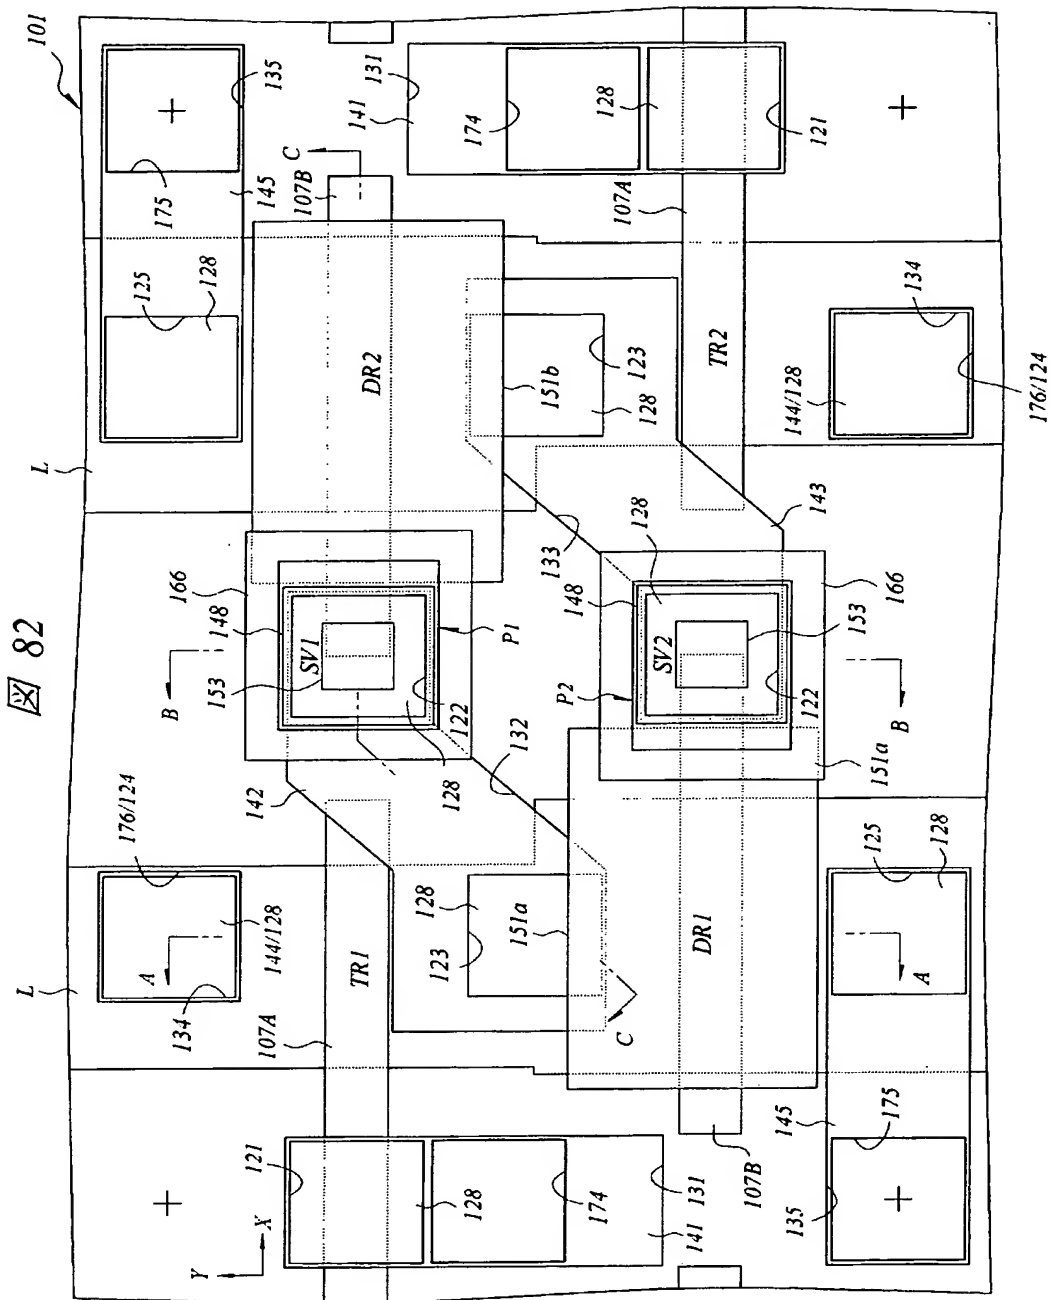 図 82
101
135
175
145
L
125
128
107B
C
DR2
141
131
174
128
121
107A
TR2
123
151b
128
134
144/128
176/124
166
148
B
153
SV1
P1
122
128
133
143
128
148
166
SV2
153
P2
122
B
151a
132
142
176/124
144/128
A
L
134
TR1
107A
128
123
151a
C
DR1
125
128
A
145
175
135
107B
121
128
174
131
141
Y
X